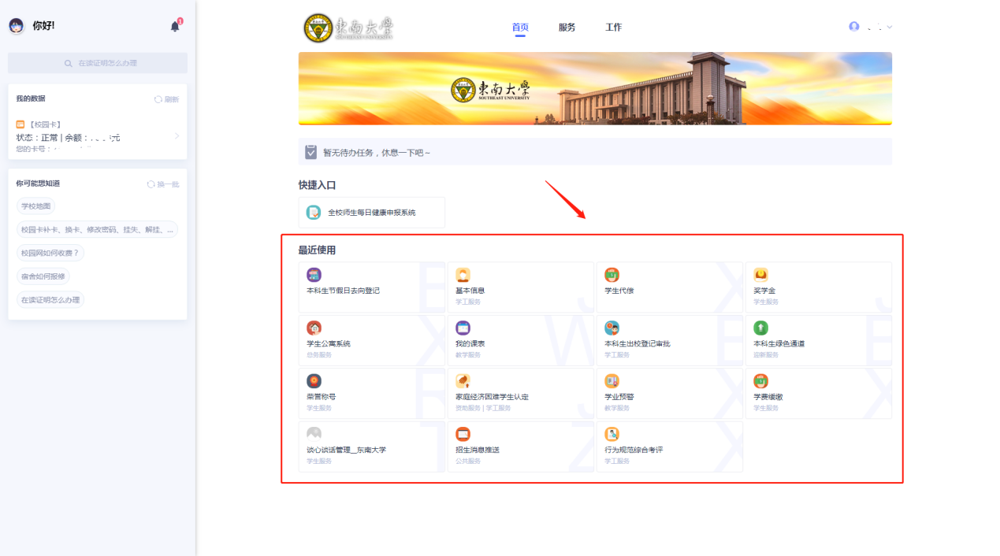 你好!
1
在读证明怎么办理
我的数据
刷新
【校园卡】
状态：正常 | 余额：
元
您的卡号：
你可能想知道
换一批
学校地图
校园卡补卡、换卡、修改密码、挂失、解挂、...
校园网如何收费？
宿舍如何报修
在读证明怎么办理
東南大學
SOUTHEAST UNIVERSITY
首页
服务
工作
東南大學
SOUTHEAST UNIVERSITY
暂无待办任务，休息一下吧~
快捷入口
全校师生每日健康申报系统
最近使用
本科生节假日去向登记
B
基本信息
学工服务
J
学生代偿
X
奖学金
学生服务
J
学生公寓系统
总务服务
X
我的课表
教学服务
W
本科生出校登记审批
学工服务
B
本科生绿色通道
迎新服务
B
荣誉称号
学生服务
R
家庭经济困难学生认定
资助服务 | 学工服务
J
学业预警
教学服务
X
学费缓缴
学生服务
X
谈心谈话管理__东南大学
学生服务
T
招生消息推送
公共服务
Z
行为规范综合考评
学工服务
X